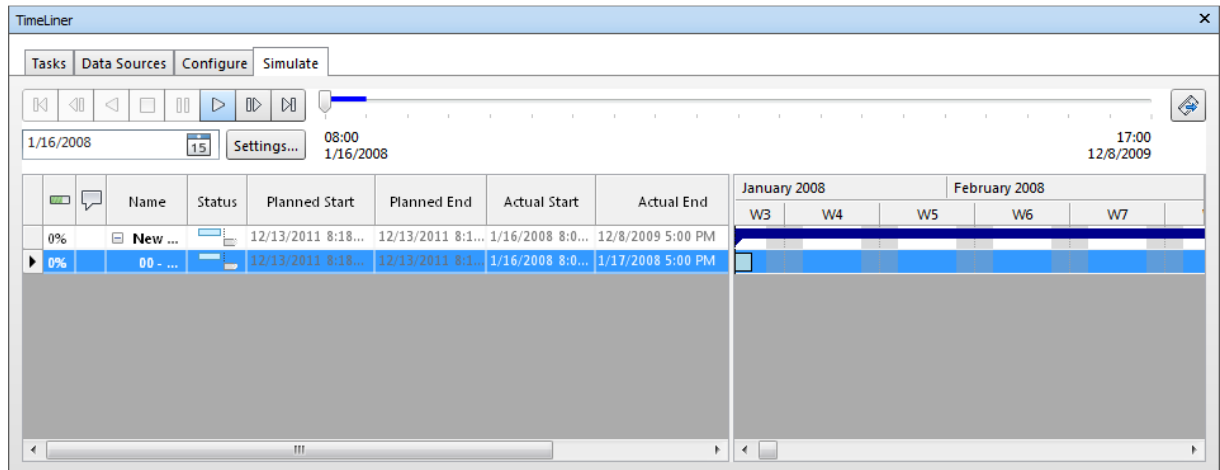 TimeLiner
Tasks Data Sources Configure Simulate
1/16/2008 15 Settings... 08:00 17:00
1/16/2008 12/8/2009
Name Status Planned Start Planned End Actual Start Actual End January 2008 February 2008
W3 W4 W5 W6 W7
0% New ... 12/13/2011 8:18... 12/13/2011 8:1... 1/16/2008 8:0... 12/8/2009 5:00 PM
0% 00 - ... 12/13/2011 8:18... 12/13/2011 8:1... 1/16/2008 8:0... 1/17/2008 5:00 PM